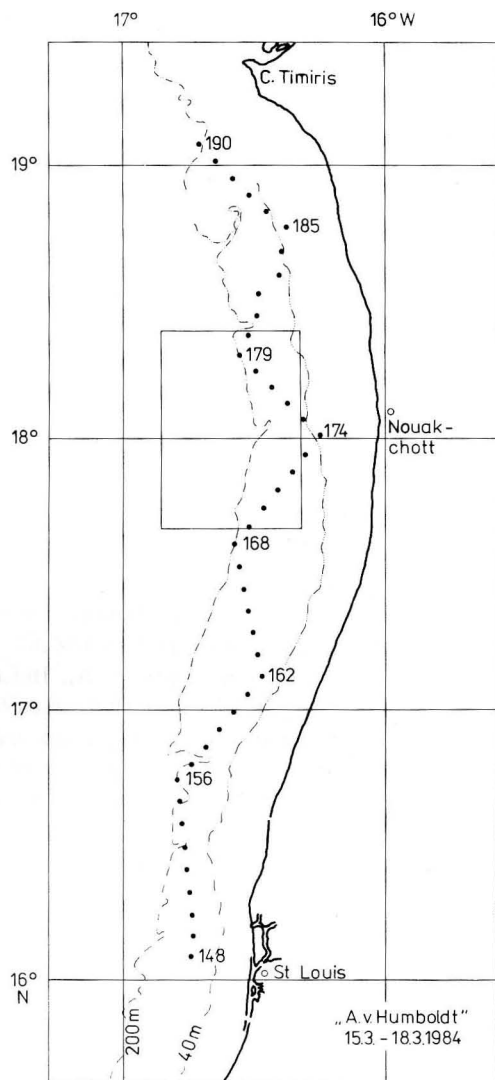 17° 16° W
C. Timiris
190
19°
185
179
174
18°
Nouak-
chott
168
162
17°
156
148
16°
N
St Louis
200m
40m
„A.v. Humboldt"
15.3. – 18.3.1984